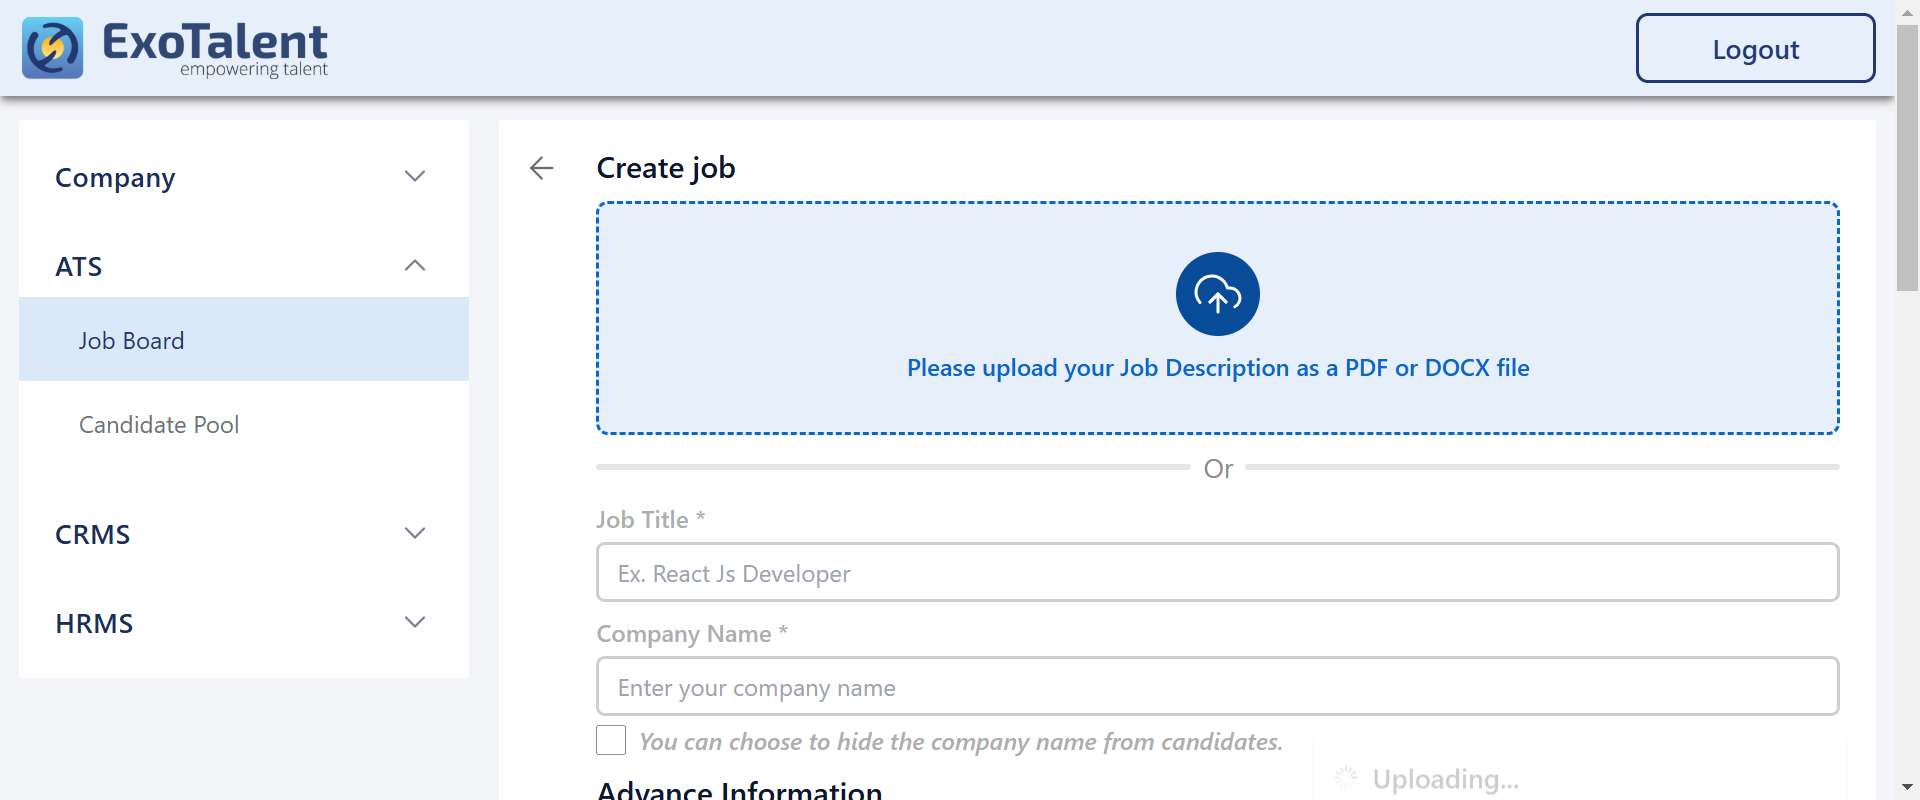 ExoTalent
empowering talent
Logout
Company
ATS
Job Board
Candidate Pool
CRMS
HRMS
Create job
Please upload your Job Description as a PDF or DOCX file
Or
Job Title *
Ex. React Js Developer
Company Name *
Enter your company name
You can choose to hide the company name from candidates.
Advance Information
Uploading...